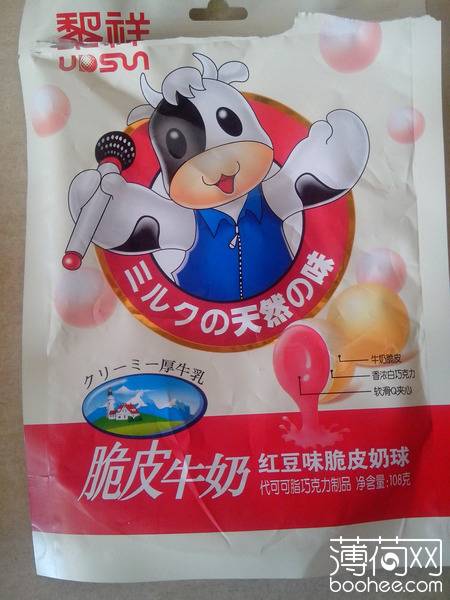 黎祥
UPSUN
ミルクの天然の味
牛奶脆皮
香浓白巧克力
软滑Q夹心
クリーミー厚牛乳
脆皮牛奶
红豆味脆皮奶球
代可可脂巧克力制品 净含量:108克
薄荷网
boohee.com